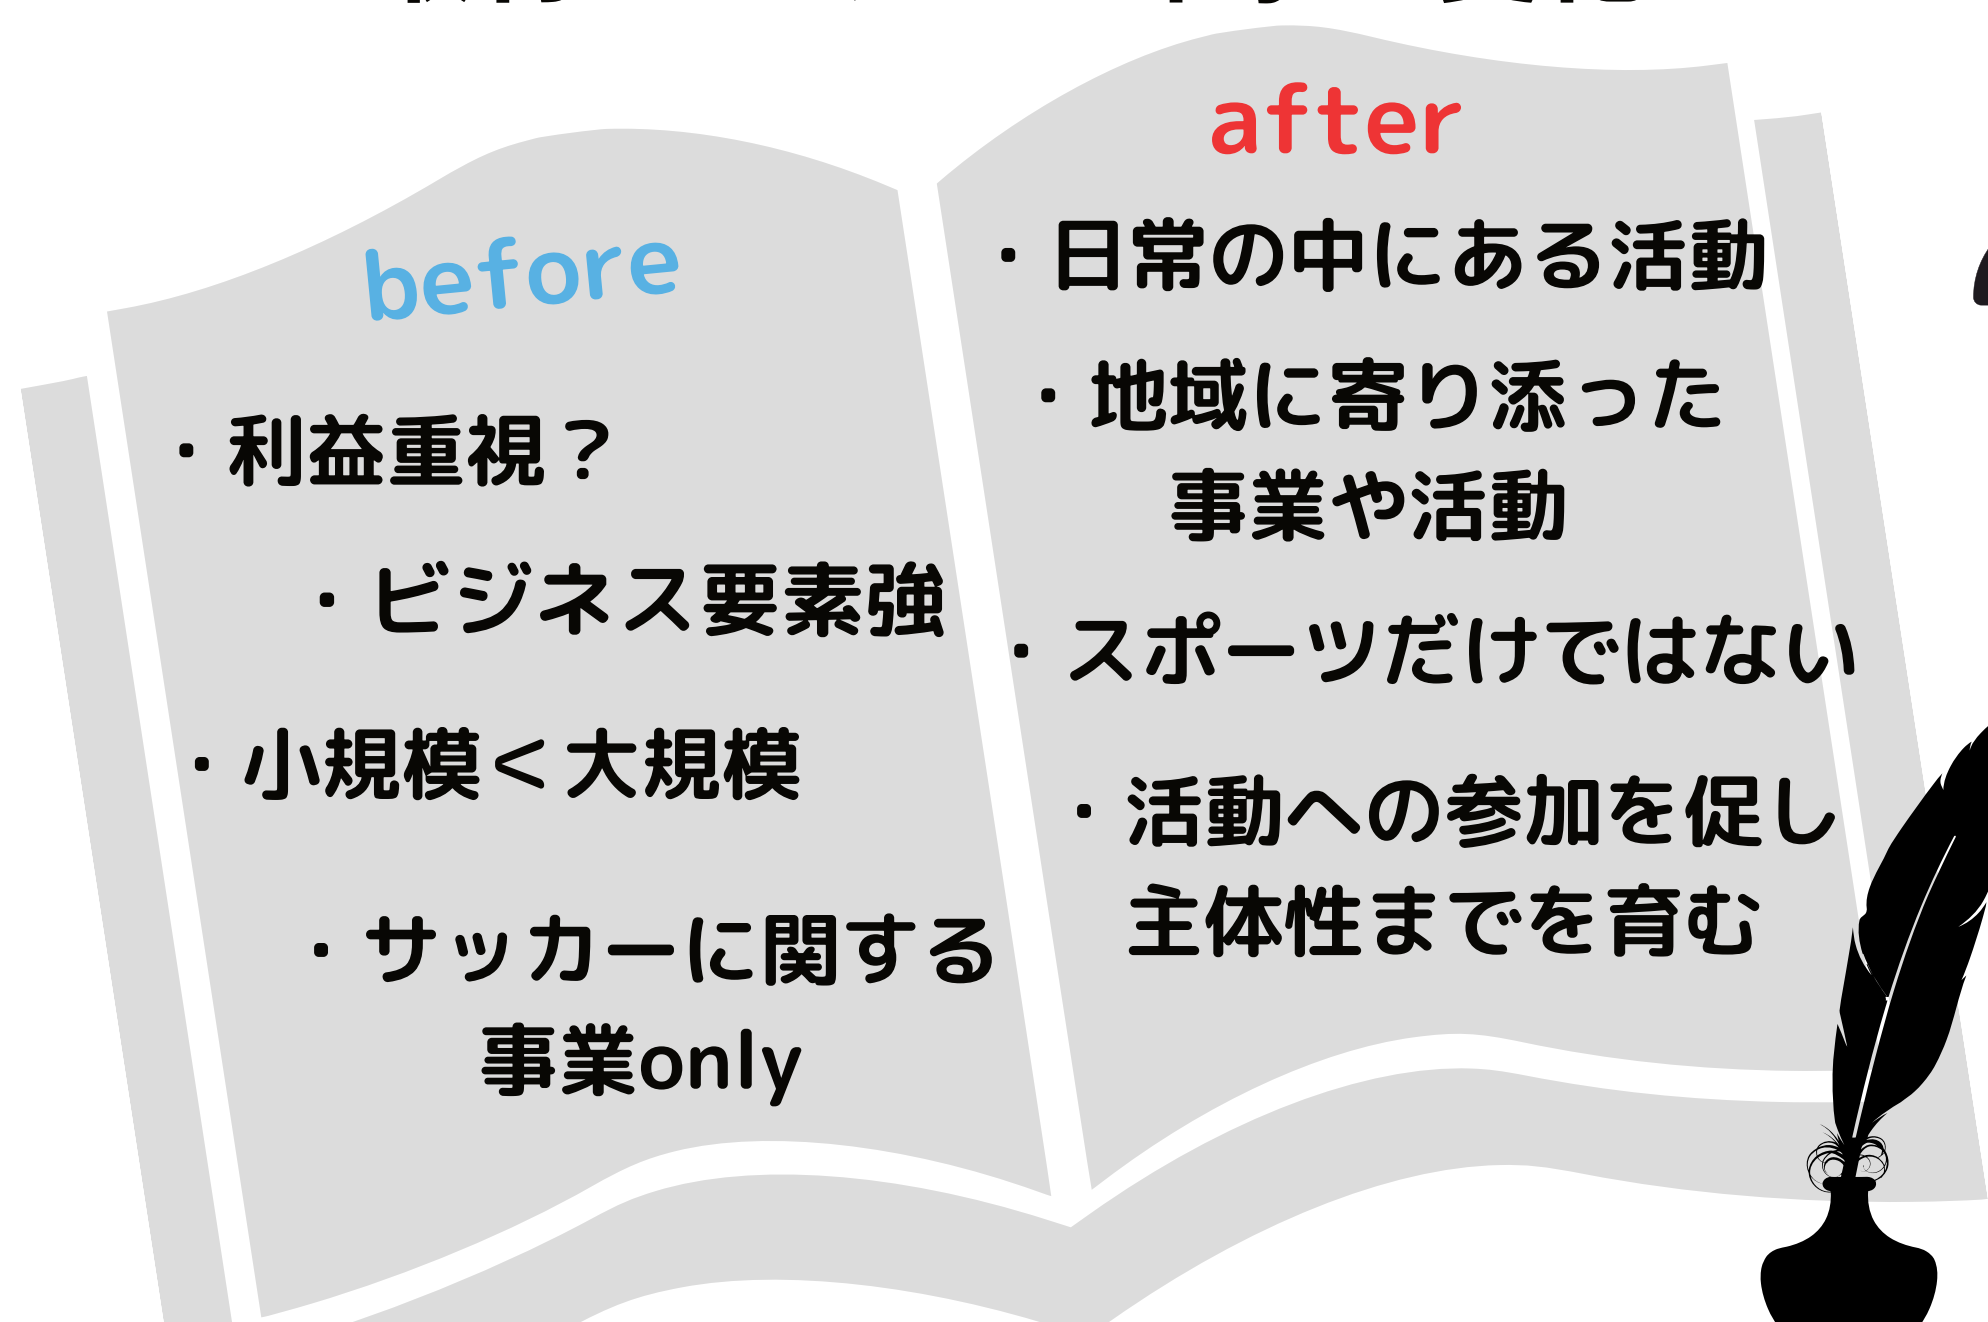 before
・利益重視？
・ビジネス要素強
・小規模＜大規模
・サッカーに関する
事業only
after
・日常の中にある活動
・地域に寄り添った
事業や活動
・スポーツだけではない
・活動への参加を促し
主体性までを育む